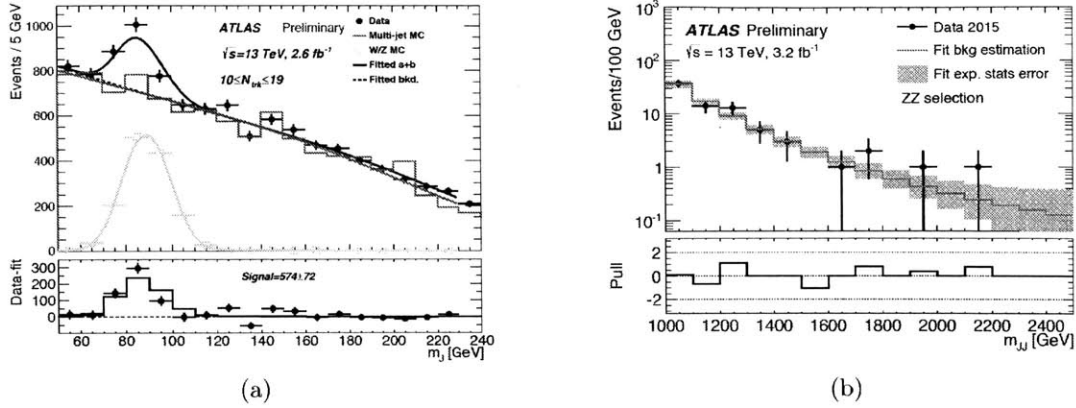 Events / 5 GeV
1000
800
600
400
200
0
ATLAS Preliminary
√s=13 TeV, 2.6 fb⁻¹
10≤Ntrk≤19
Data
Multi-jet MC
W/Z MC
Fitted a+b
Fitted bkd.
Data-fit
300
200
100
0
Signal=574±72
60 80 100 120 140 160 180 200 220 240
mJ [GeV]
(a)
Events/100 GeV
10³
10²
10
1
10⁻¹
ATLAS Preliminary
√s = 13 TeV, 3.2 fb⁻¹
Data 2015
Fit bkg estimation
Fit exp. stats error
ZZ selection
Pull
2
0
-2
1000 1200 1400 1600 1800 2000 2200 2400
mJJ [GeV]
(b)